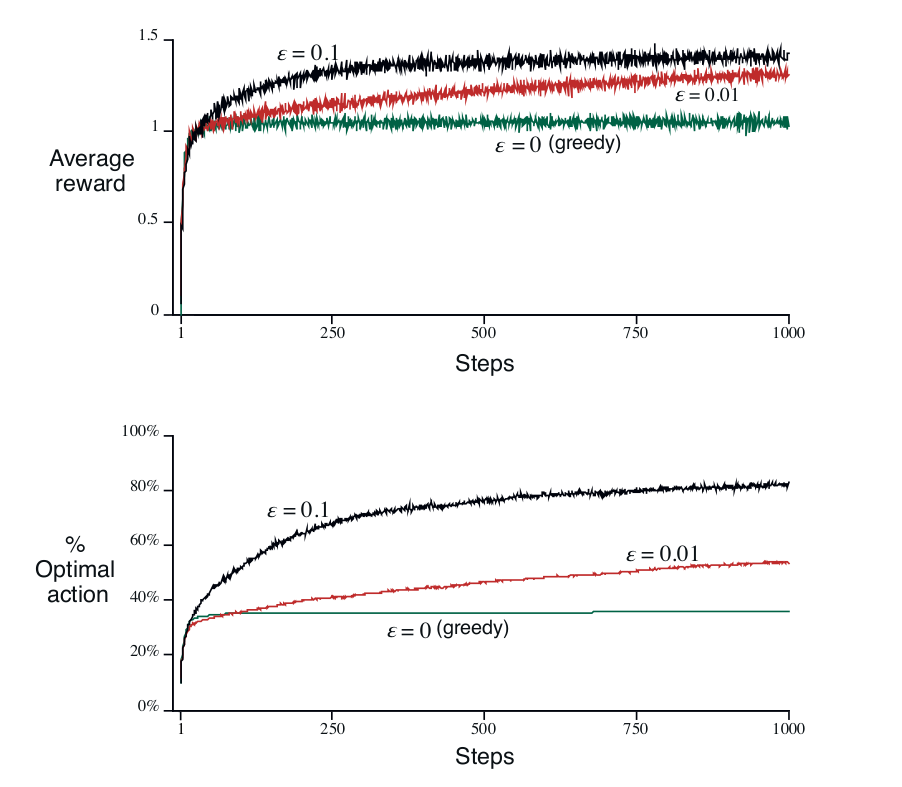 1.5
ε = 0.1
ε = 0.01
1
ε = 0 (greedy)
Average
reward
0.5
0
1
250
500
750
1000
Steps
100%
80%
ε = 0.1
60%
ε = 0.01
%
Optimal
action
40%
ε = 0 (greedy)
20%
0%
1
250
500
750
1000
Steps